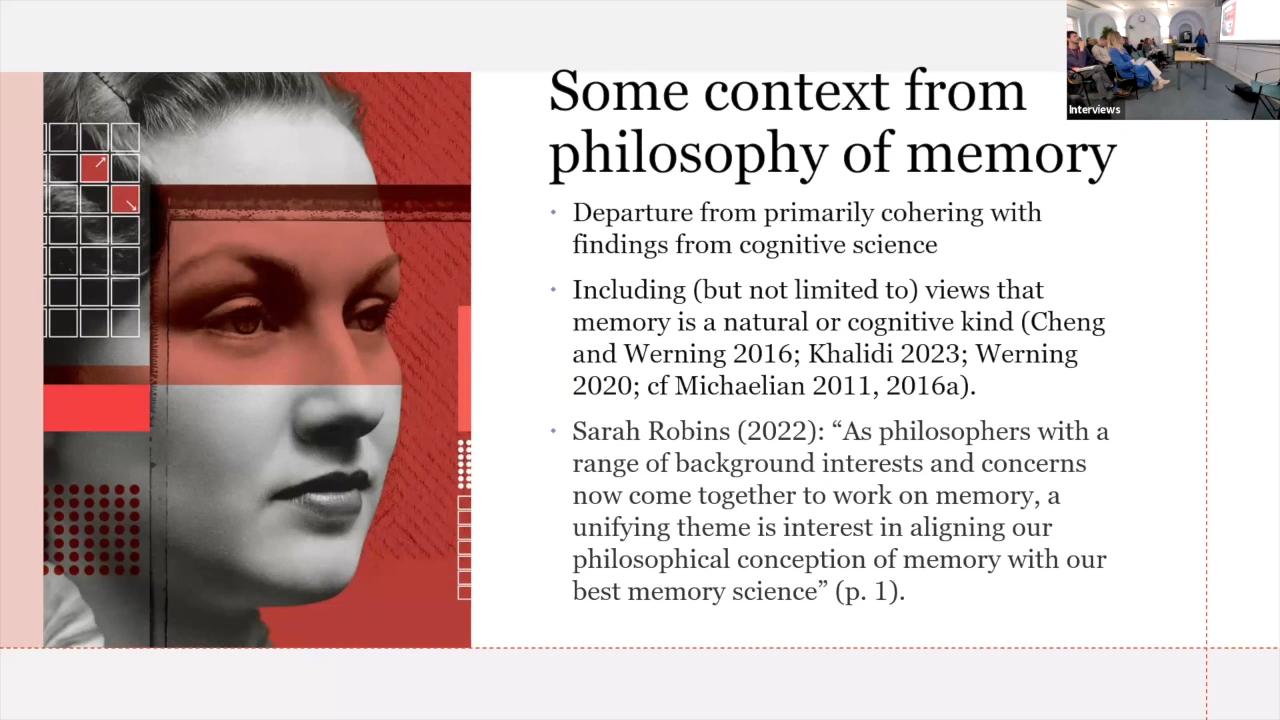 Some context from
philosophy of memory
Interviews
• Departure from primarily cohering with
findings from cognitive science
• Including (but not limited to) views that
memory is a natural or cognitive kind (Cheng
and Werning 2016; Khalidi 2023; Werning
2020; cf Michaelian 2011, 2016a).
• Sarah Robins (2022): “As philosophers with a
range of background interests and concerns
now come together to work on memory, a
unifying theme is interest in aligning our
philosophical conception of memory with our
best memory science” (p. 1).